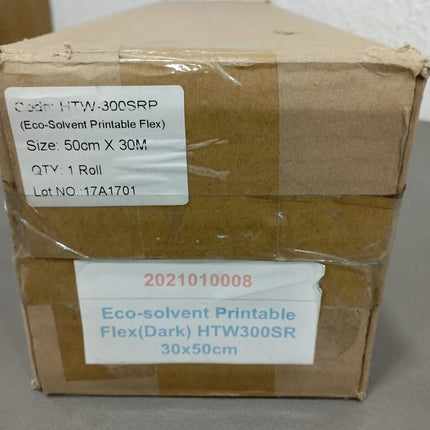 Code: HTW-300SRP
(Eco-Solvent Printable Flex)
Size: 50cm X 30M
QTY: 1 Roll
Lot NO.:17A1701
2021010008
Eco-solvent Printable
Flex(Dark) HTW300SR
30x50cm